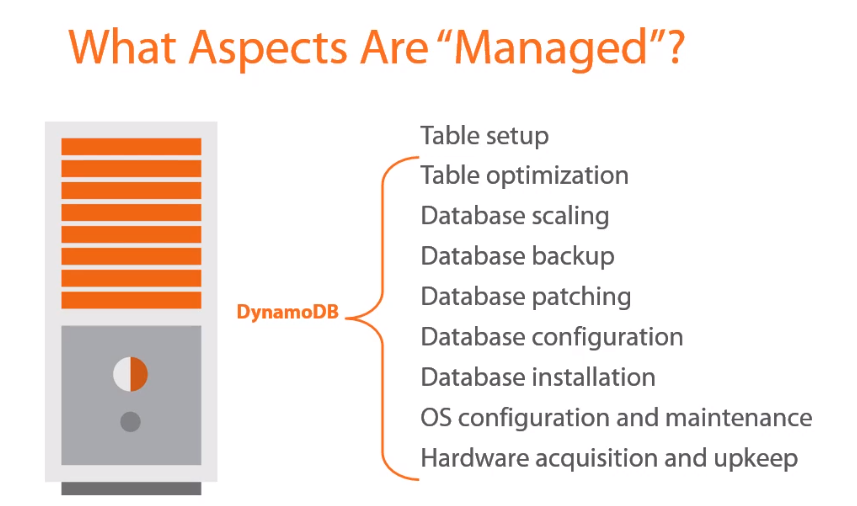 What Aspects Are “Managed”?
DynamoDB
Table setup
Table optimization
Database scaling
Database backup
Database patching
Database configuration
Database installation
OS configuration and maintenance
Hardware acquisition and upkeep